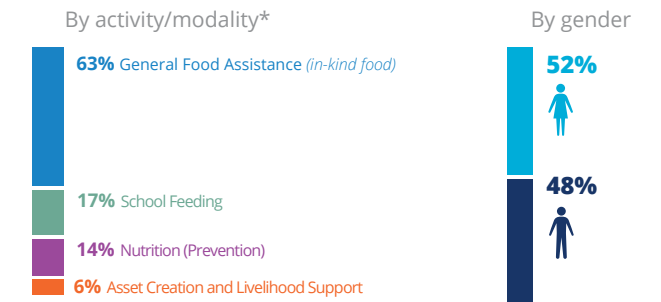 By activity/modality*
63% General Food Assistance (in-kind food)
17% School Feeding
14% Nutrition (Prevention)
6% Asset Creation and Livelihood Support
By gender
52%
48%